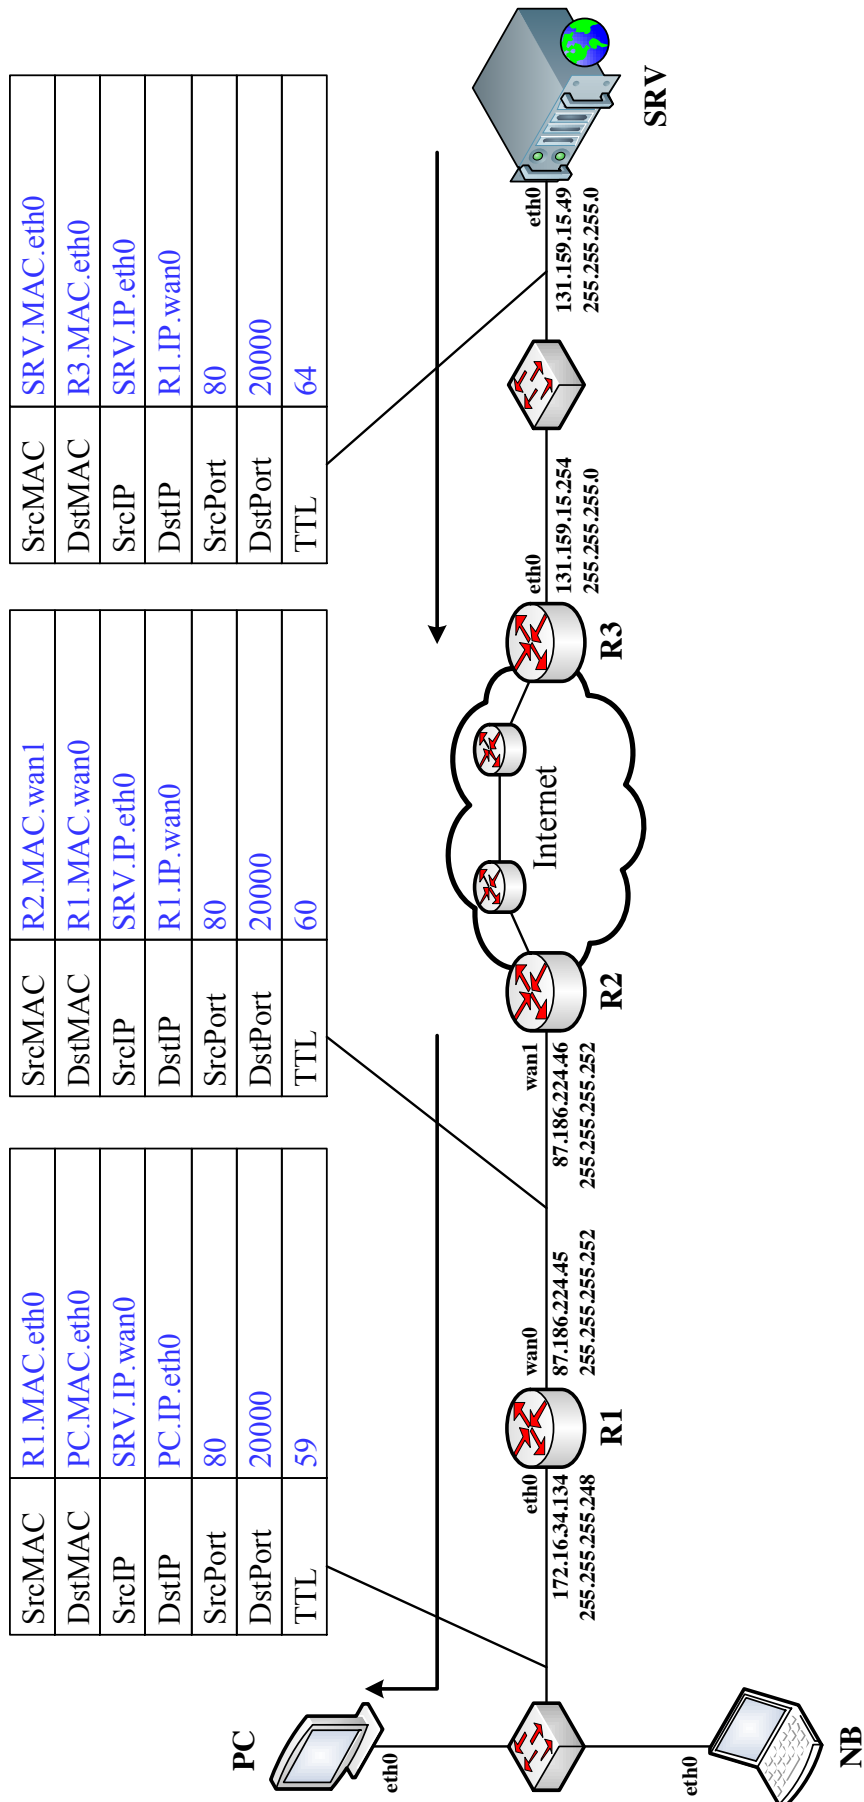 SrcMAC R1.MAC.eth0
DstMAC PC.MAC.eth0
SrcIP SRV.IP.wan0
DstIP PC.IP.eth0
SrcPort 80
DstPort 20000
TTL 59
SrcMAC R2.MAC.wan1
DstMAC R1.MAC.wan0
SrcIP SRV.IP.eth0
DstIP R1.IP.wan0
SrcPort 80
DstPort 20000
TTL 60
SrcMAC SRV.MAC.eth0
DstMAC R3.MAC.eth0
SrcIP SRV.IP.eth0
DstIP R1.IP.wan0
SrcPort 80
DstPort 20000
TTL 64
PC
eth0
eth0
NB
eth0
172.16.34.134
255.255.255.248
R1
wan0
87.186.224.45
255.255.255.252
wan1
87.186.224.46
255.255.255.252
R2
Internet
R3
eth0
131.159.15.254
255.255.255.0
eth0
131.159.15.49
255.255.255.0
SRV